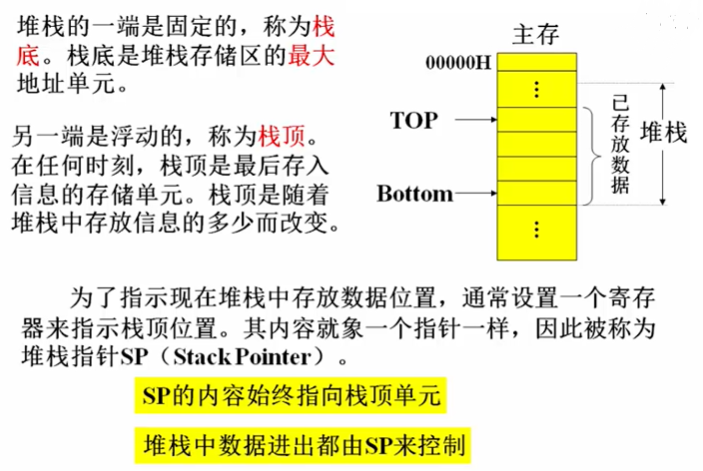 堆栈的一端是固定的，称为栈
底。栈底是堆栈存储区的最大
地址单元。
另一端是浮动的，称为栈顶。
在任何时刻，栈顶是最后存入
信息的存储单元。栈顶是随着
堆栈中存放信息的多少而改变。
主存
00000H
⋮
TOP
Bottom
⋮
已存放数据
堆栈
为了指示现在堆栈中存放数据位置，通常设置一个寄存
器来指示栈顶位置。其内容就象一个指针一样，因此被称为
堆栈指针SP（Stack Pointer）。
SP的内容始终指向栈顶单元
堆栈中数据进出都由SP来控制